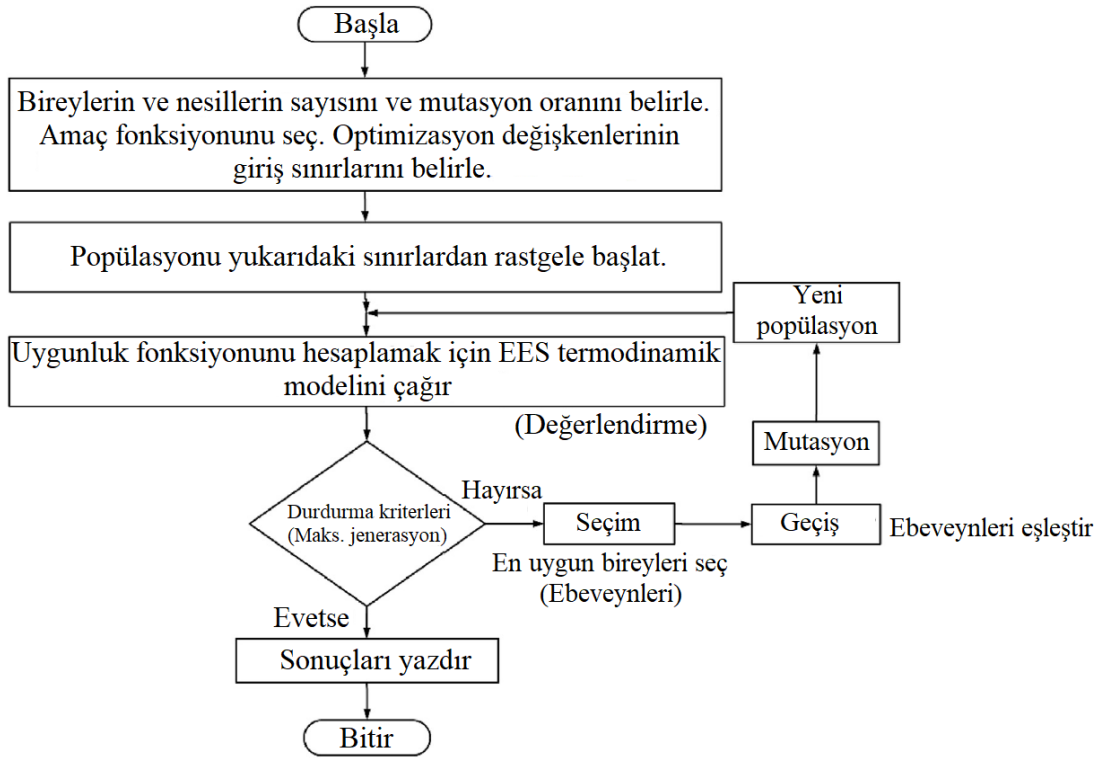 Başla
Bireylerin ve nesillerin sayısını ve mutasyon oranını belirle.
Amaç fonksiyonunu seç. Optimizasyon değişkenlerinin
giriş sınırlarını belirle.
Popülasyonu yukarıdaki sınırlardan rastgele başlat.
Yeni
popülasyon
Uygunluk fonksiyonunu hesaplamak için EES termodinamik
modelini çağır
(Değerlendirme)
Mutasyon
Durdurma kriterleri
(Maks. jenerasyon)
Hayırsa
Seçim
Geçiş
Ebeveynleri eşleştir
En uygun bireyleri seç
(Ebeveynleri)
Evetse
Sonuçları yazdır
Bitir